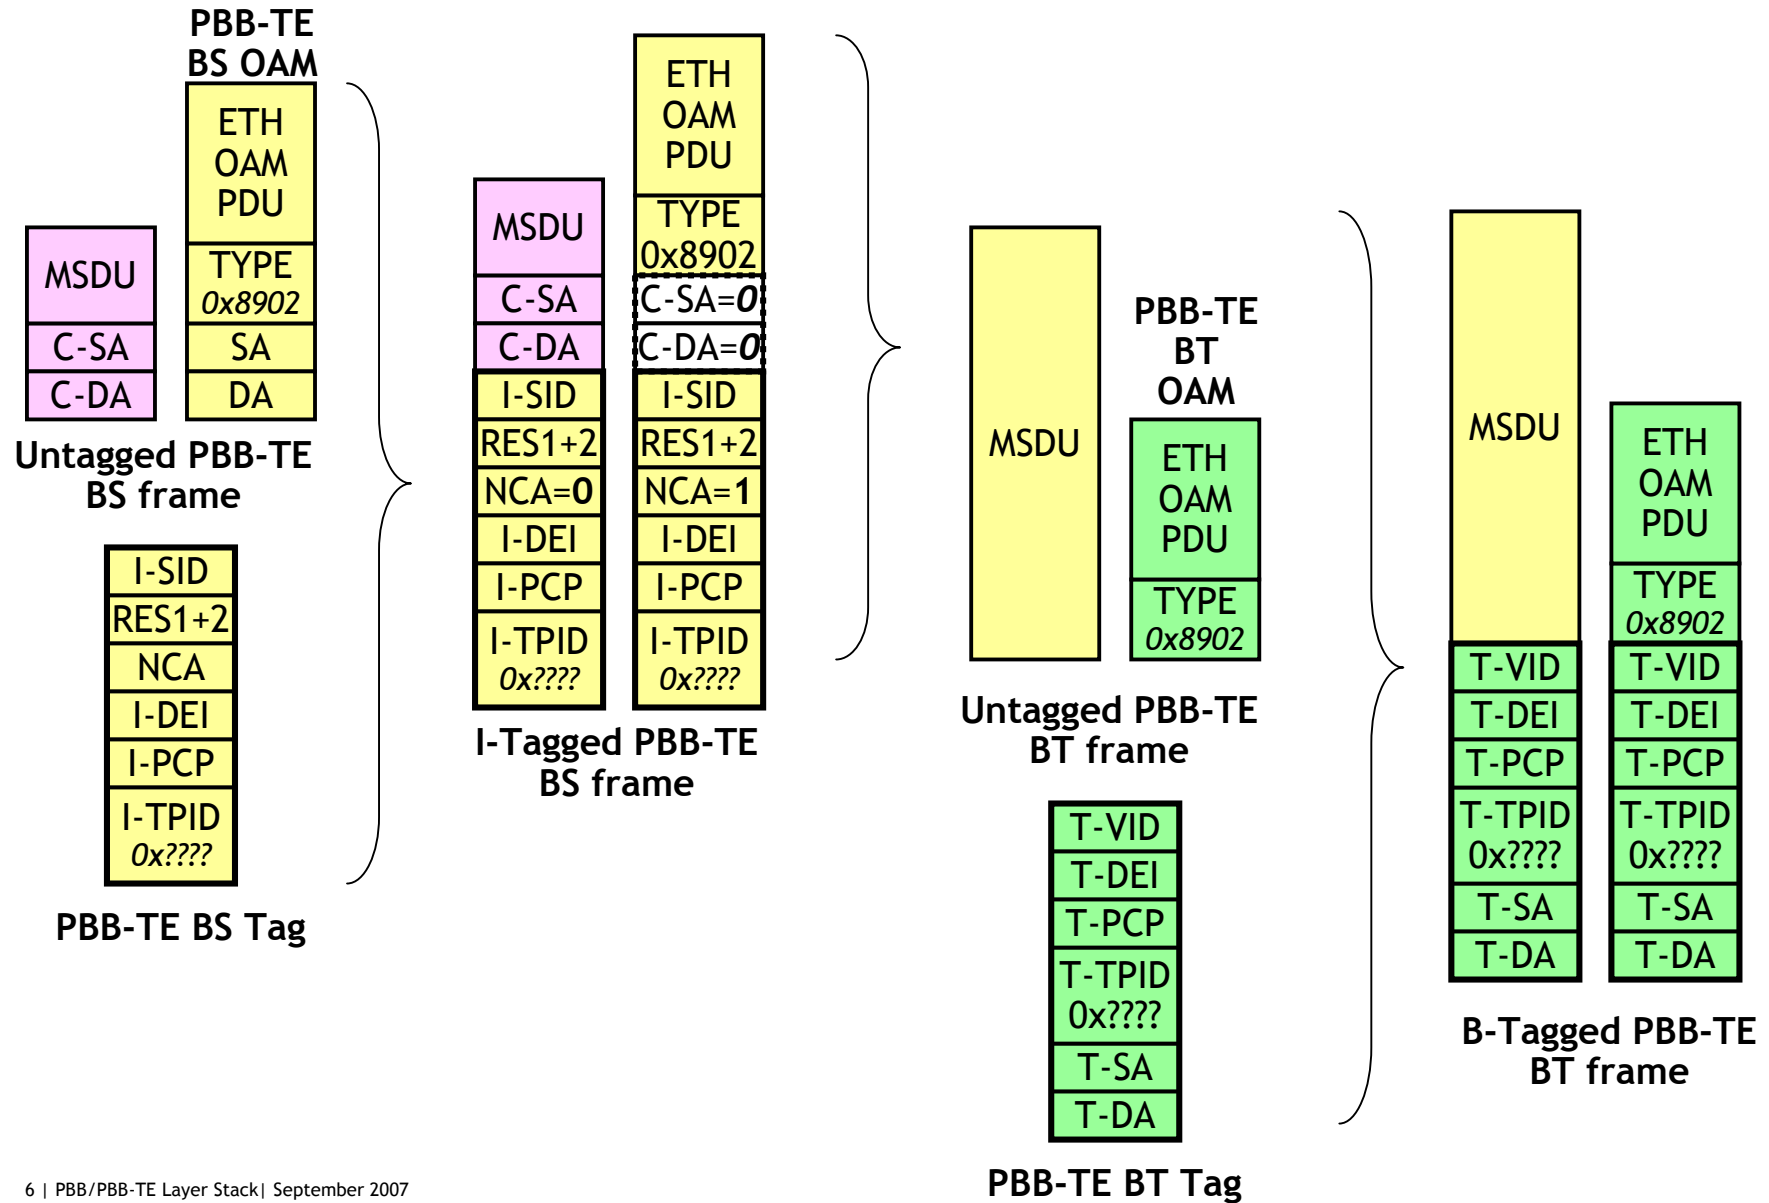 PBB-TE
BS OAM
ETH
OAM
PDU
TYPE
0x8902
SA
DA
MSDU
C-SA
C-DA
Untagged PBB-TE
BS frame
I-SID
RES1+2
NCA
I-DEI
I-PCP
I-TPID
0x????
PBB-TE BS Tag
MSDU
C-SA
C-DA
I-SID
RES1+2
NCA=0
I-DEI
I-PCP
I-TPID
0x????
ETH
OAM
PDU
TYPE
0x8902
C-SA=0
C-DA=0
I-SID
RES1+2
NCA=1
I-DEI
I-PCP
I-TPID
0x????
I-Tagged PBB-TE
BS frame
MSDU
PBB-TE
BT
OAM
ETH
OAM
PDU
TYPE
0x8902
Untagged PBB-TE
BT frame
T-VID
T-DEI
T-PCP
T-TPID
0x????
T-SA
T-DA
PBB-TE BT Tag
MSDU
T-VID
T-DEI
T-PCP
T-TPID
0x????
T-SA
T-DA
ETH
OAM
PDU
TYPE
0x8902
T-VID
T-DEI
T-PCP
T-TPID
0x????
T-SA
T-DA
B-Tagged PBB-TE
BT frame
6 | PBB/PBB-TE Layer Stack| September 2007